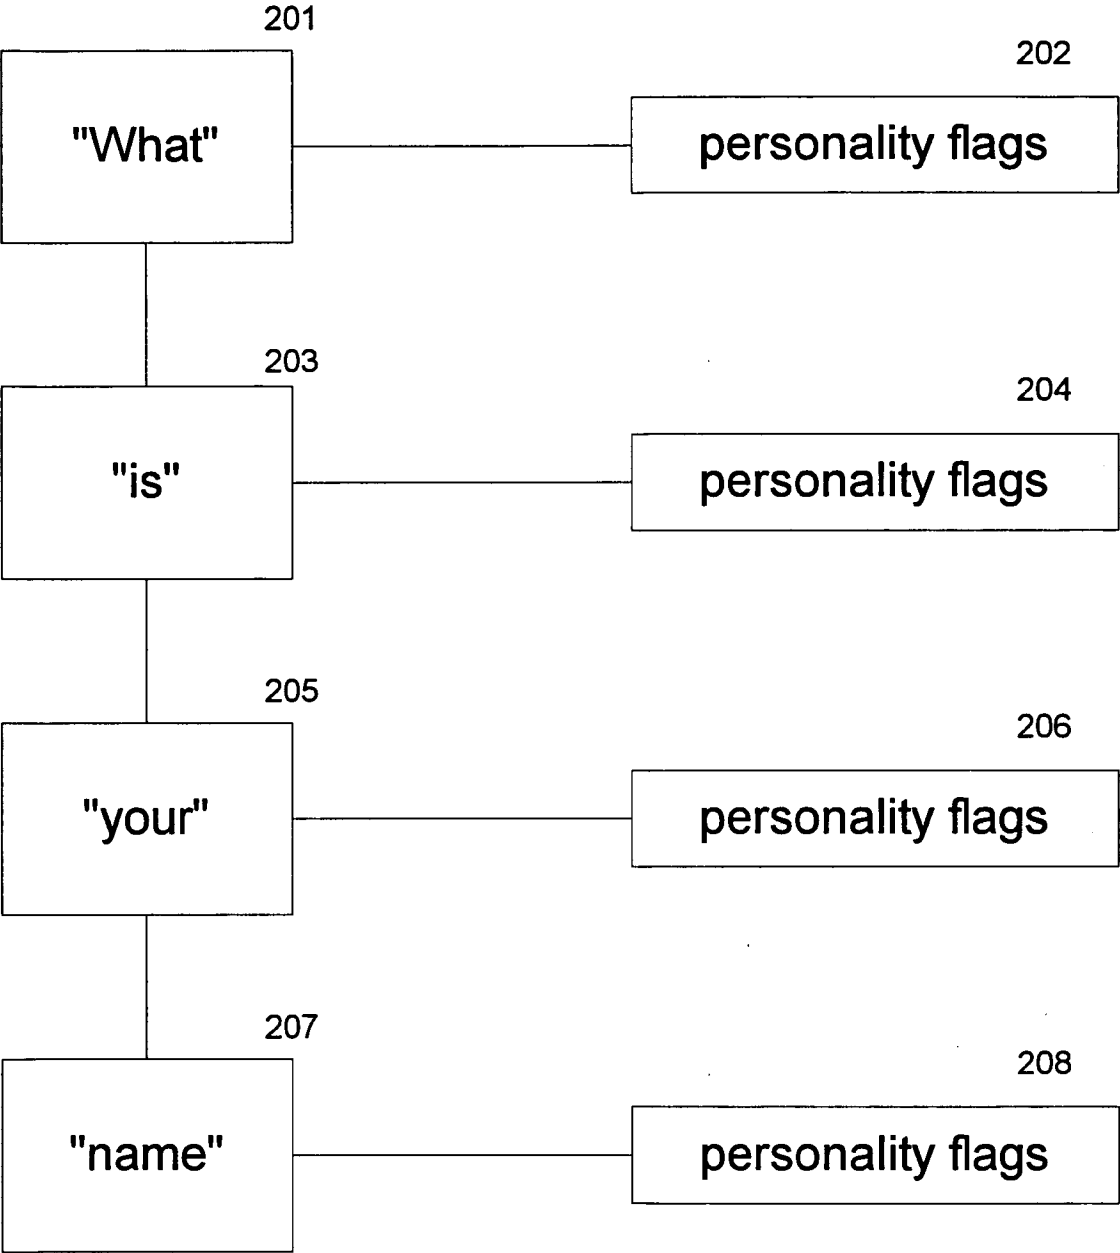 201
202
"What"
personality flags
203
204
"is"
personality flags
205
206
"your"
personality flags
207
208
"name"
personality flags